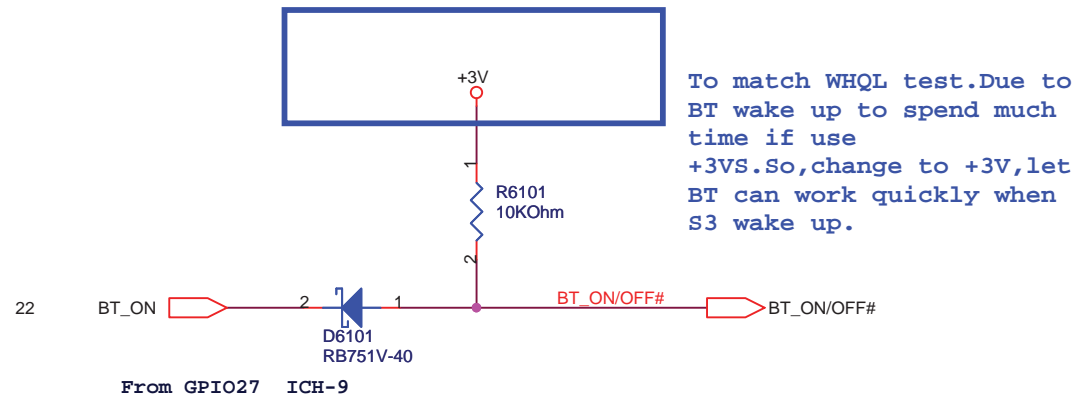 +3V
To match WHQL test.Due to
BT wake up to spend much
time if use
+3VS.So,change to +3V,let
BT can work quickly when
S3 wake up.
1
R6101
10KOhm
2
22
BT_ON
2
1
BT_ON/OFF#
BT_ON/OFF#
D6101
RB751V-40
From GPIO27 ICH-9